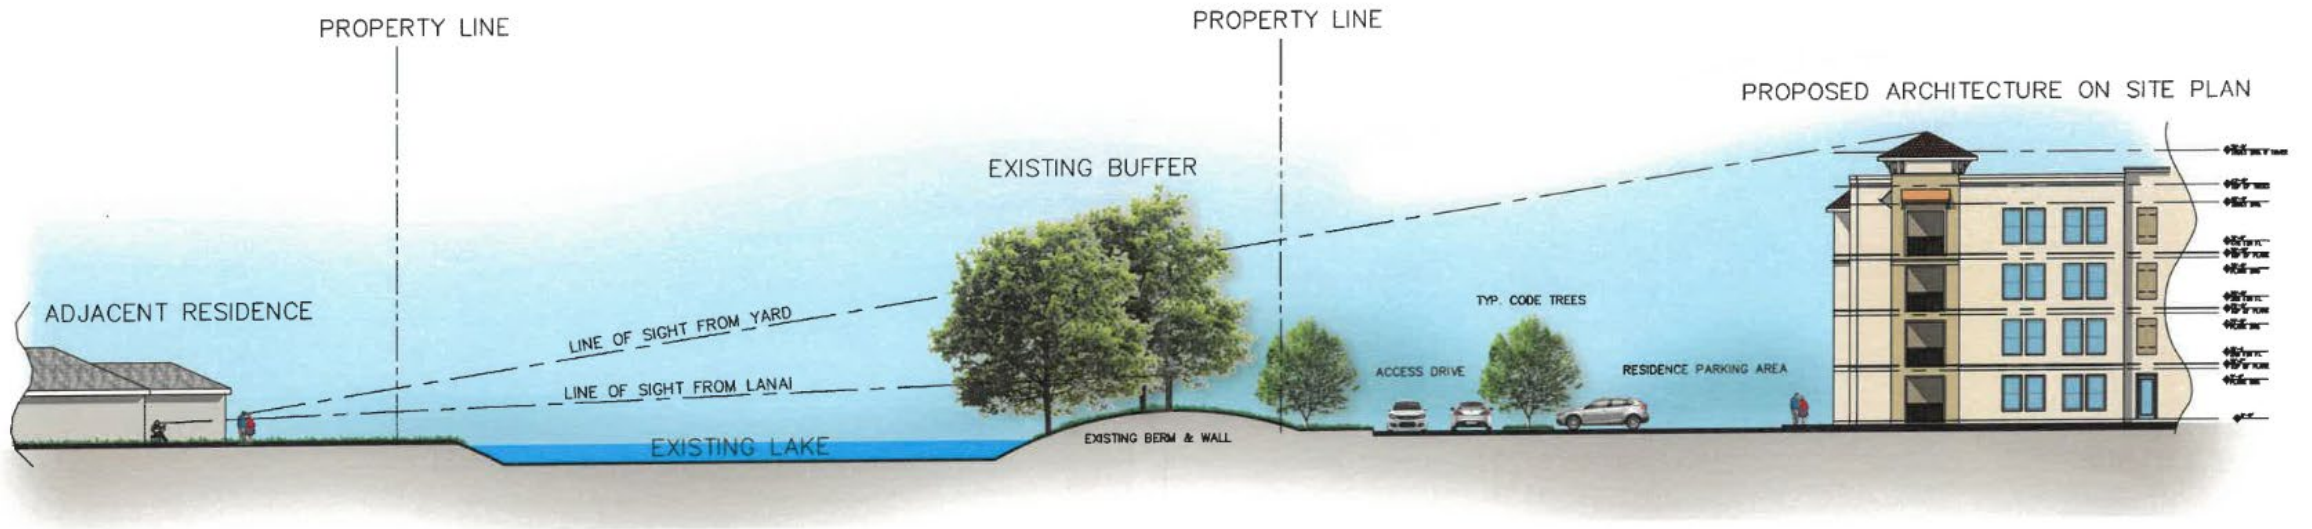 PROPERTY LINE
PROPERTY LINE
PROPOSED ARCHITECTURE ON SITE PLAN
EXISTING BUFFER
ADJACENT RESIDENCE
LINE OF SIGHT FROM YARD
TYP. CODE TREES
LINE OF SIGHT FROM LANAI
ACCESS DRIVE
RESIDENCE PARKING AREA
EXISTING LAKE
EXISTING BERM & WALL